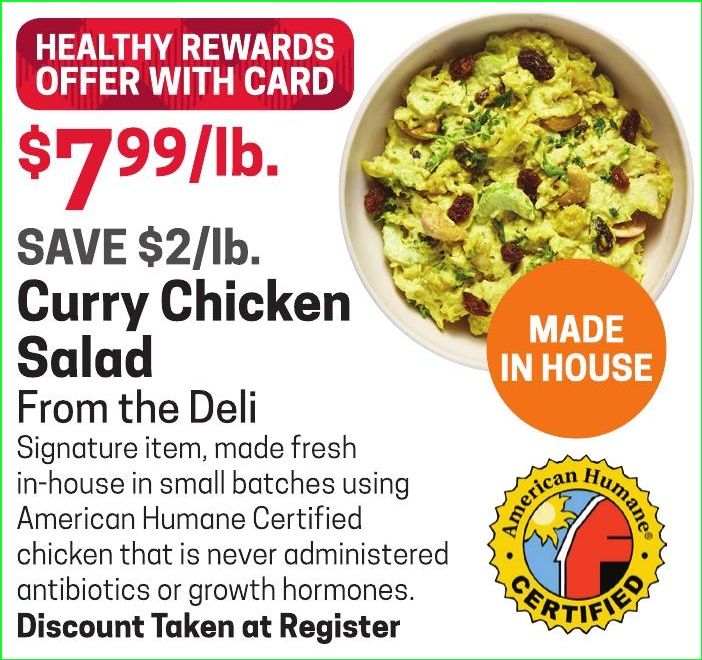 HEALTHY REWARDS
OFFER WITH CARD
$7.99/lb.
SAVE $2/lb.
Curry Chicken
Salad
From the Deli
Signature item, made fresh
in-house in small batches using
American Humane Certified
chicken that is never administered
antibiotics or growth hormones.
Discount Taken at Register
MADE
IN HOUSE
American Humane®
CERTIFIED